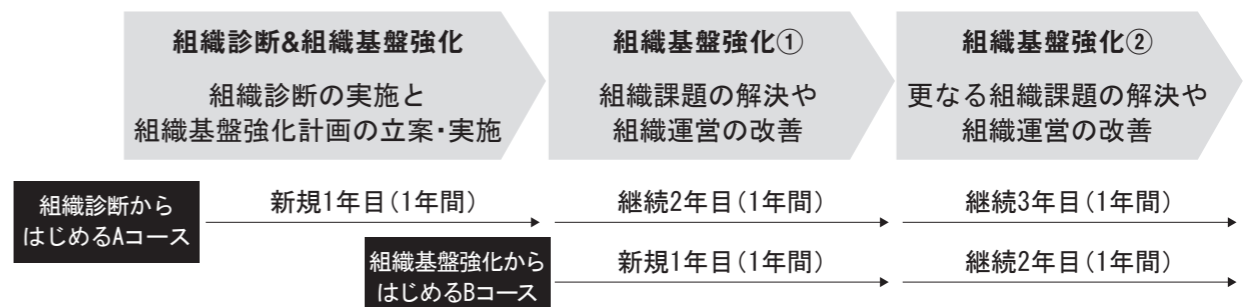 組織診断&組織基盤強化
組織診断の実施と
組織基盤強化計画の立案・実施
組織基盤強化①
組織課題の解決や
組織運営の改善
組織基盤強化②
更なる組織課題の解決や
組織運営の改善
組織診断から
はじめるAコース
新規1年目(1年間)
継続2年目(1年間)
継続3年目(1年間)
組織基盤強化から
はじめるBコース
新規1年目(1年間)
継続2年目(1年間)